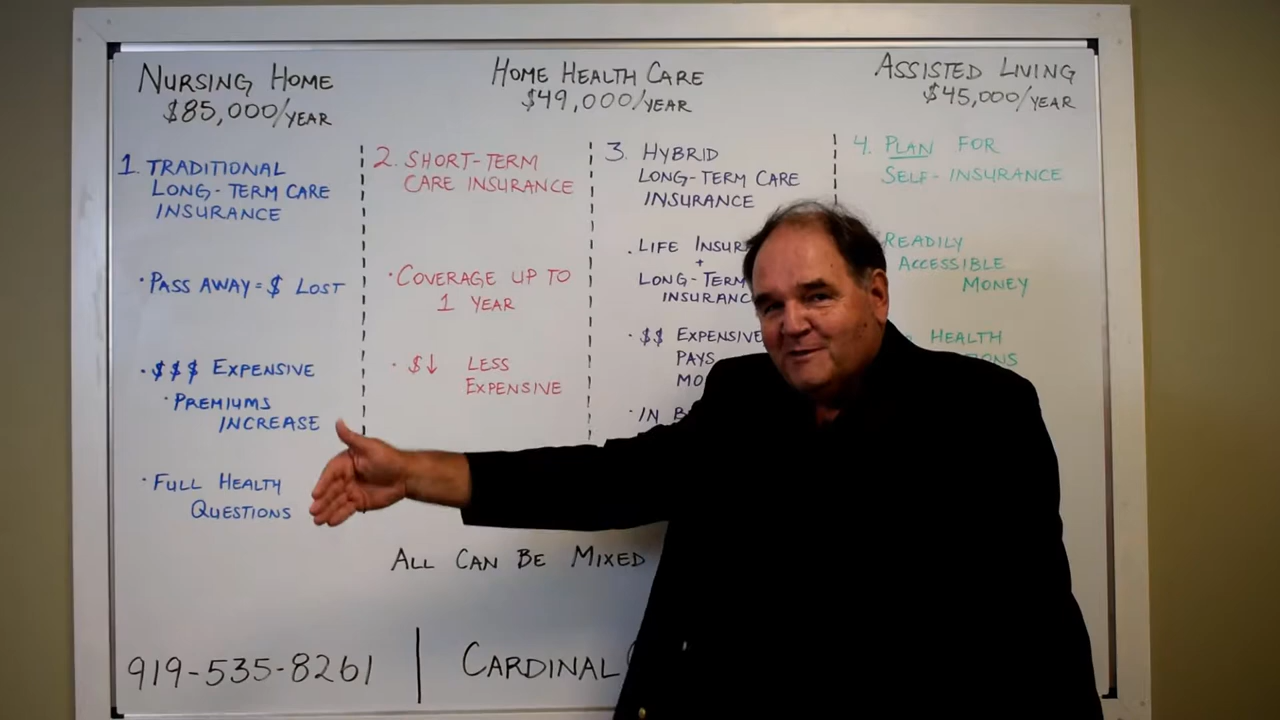 NURSING HOME
$85,000/YEAR
HOME HEALTH CARE
$49,000/YEAR
ASSISTED LIVING
$45,000/YEAR
1. TRADITIONAL
LONG-TERM CARE
INSURANCE
• PASS AWAY = $ LOST
• $$$ EXPENSIVE
• PREMIUMS
INCREASE
• FULL HEALTH
QUESTIONS
2. SHORT-TERM
CARE INSURANCE
• COVERAGE UP TO
1 YEAR
• $↓ LESS
EXPENSIVE
3. HYBRID
LONG-TERM CARE
INSURANCE
• LIFE
+
LONG-TERM
• $$ EXPENSIVE
PAYS
• IN
4. PLAN FOR
SELF-INSURANCE
READILY
ACCESSIBLE
MONEY
HEALTH
ALL CAN BE MIXED
919-535-8261 | CARDINAL